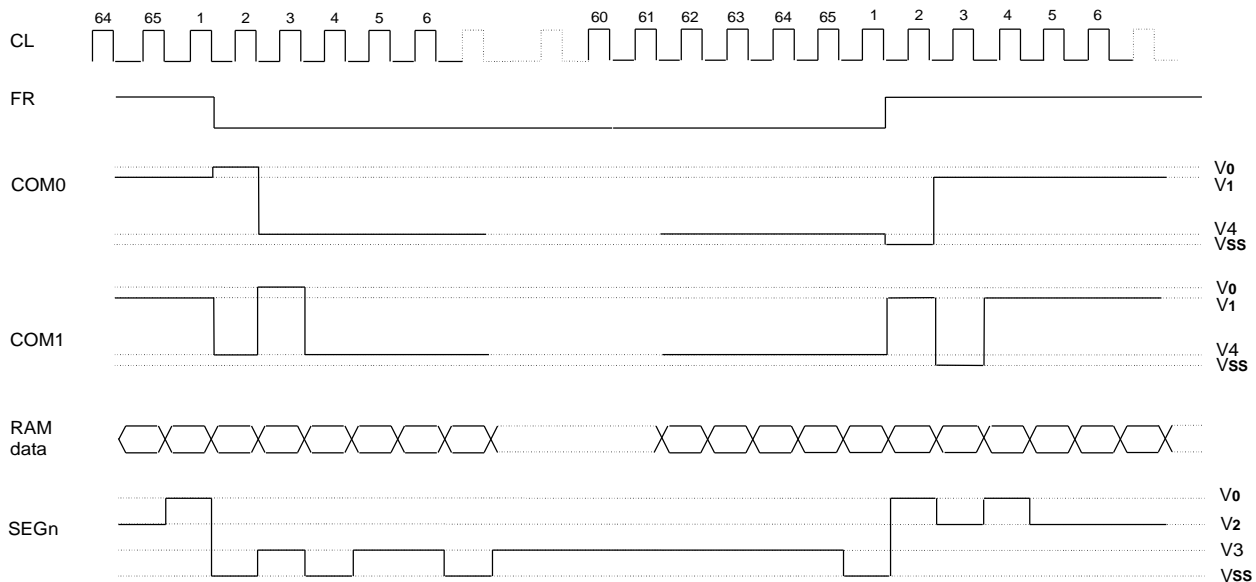 64 65 1 2 3 4 5 6 60 61 62 63 64 65 1 2 3 4 5 6
CL
FR
COM0
V0
V1
V4
VSS
COM1
V0
V1
V4
VSS
RAM
data
SEGn
V0
V2
V3
VSS